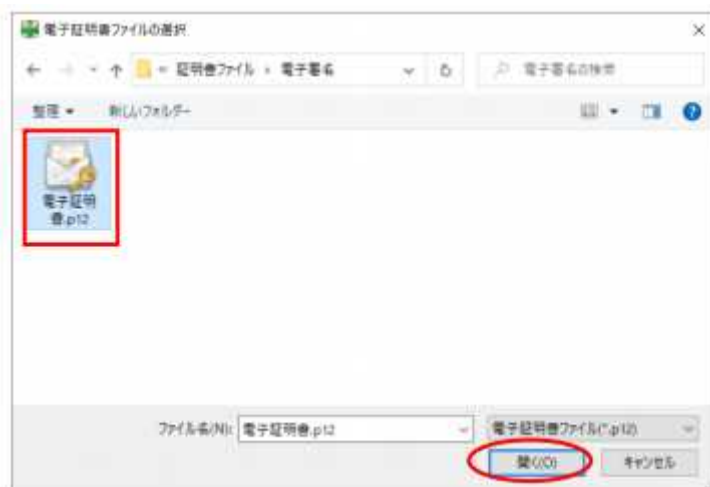 電子証明書ファイルの選択
« 証明書ファイル › 電子署名
電子署名の検索
整理
新しいフォルダー
電子証明
書.p12
ファイル名(N):
電子証明書.p12
電子証明書ファイル(*.p12)
開く(O)
キャンセル